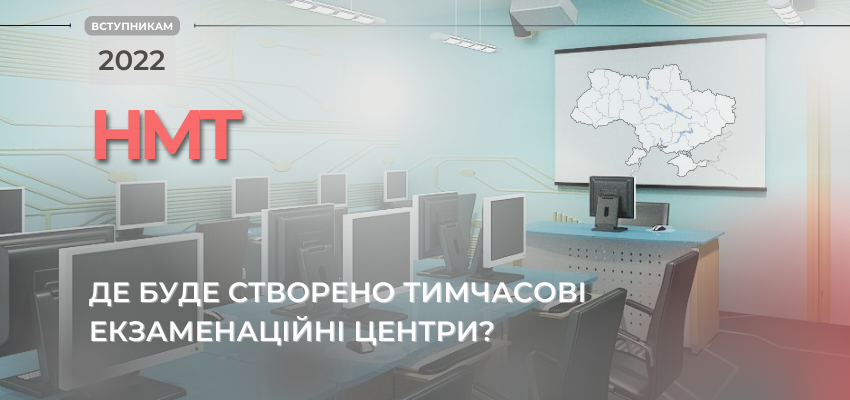 ВСТУПНИКАМ
2022
НМТ
ДЕ БУДЕ СТВОРЕНО ТИМЧАСОВІ
ЕКЗАМЕНАЦІЙНІ ЦЕНТРИ?